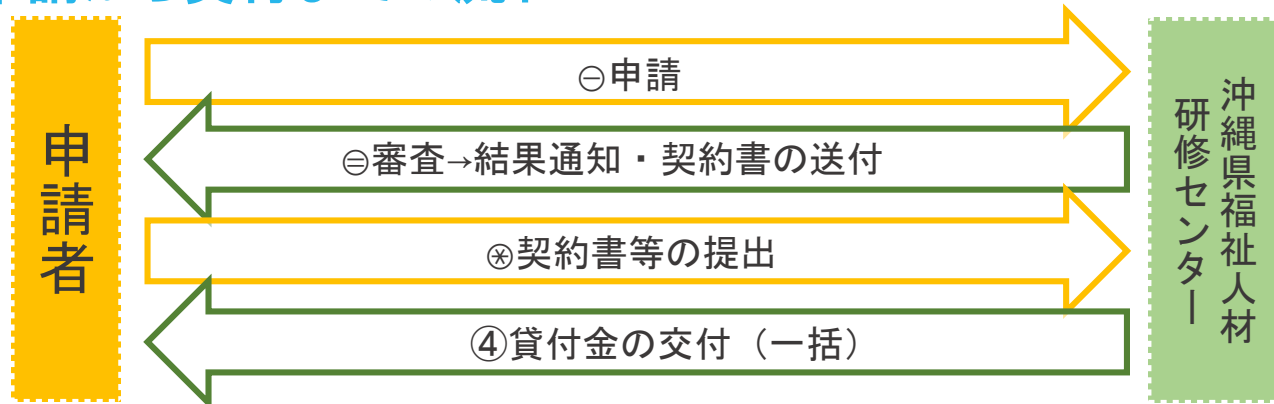 申請者
㊀申請
㊁審査→結果通知・契約書の送付
⊛契約書等の提出
④貸付金の交付（一括）
沖縄県福祉人材
研修センター